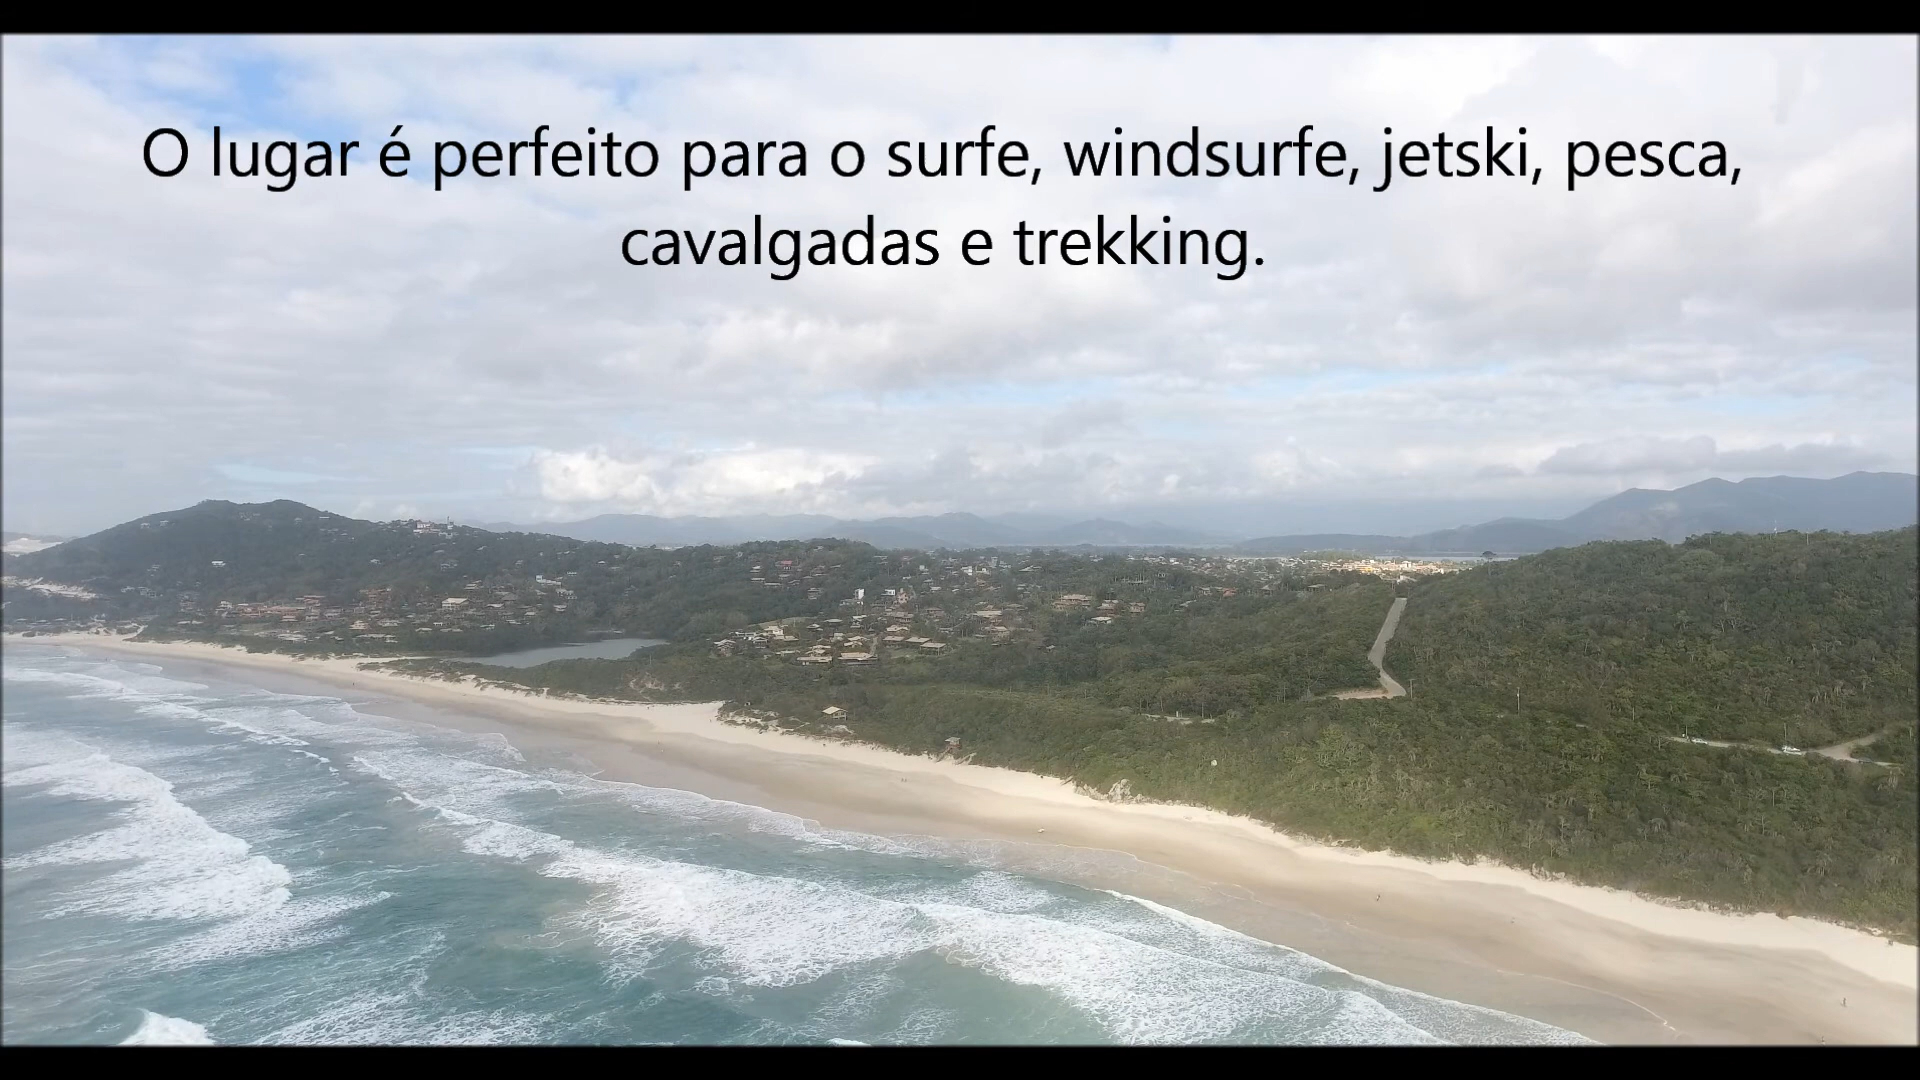 O lugar é perfeito para o surfe, windsurfe, jetski, pesca,
cavalgadas e trekking.